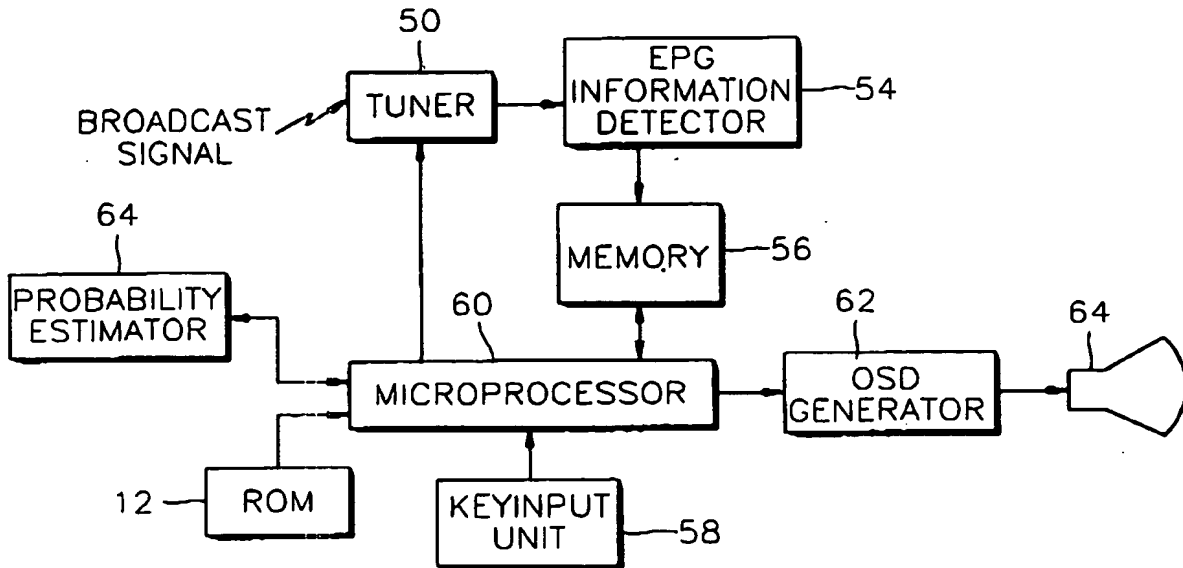 50
TUNER
BROADCAST
SIGNAL
EPG
INFORMATION
DETECTOR
54
MEMORY
56
64
PROBABILITY
ESTIMATOR
60
MICROPROCESSOR
62
OSD
GENERATOR
64
12
ROM
KEYINPUT
UNIT
58